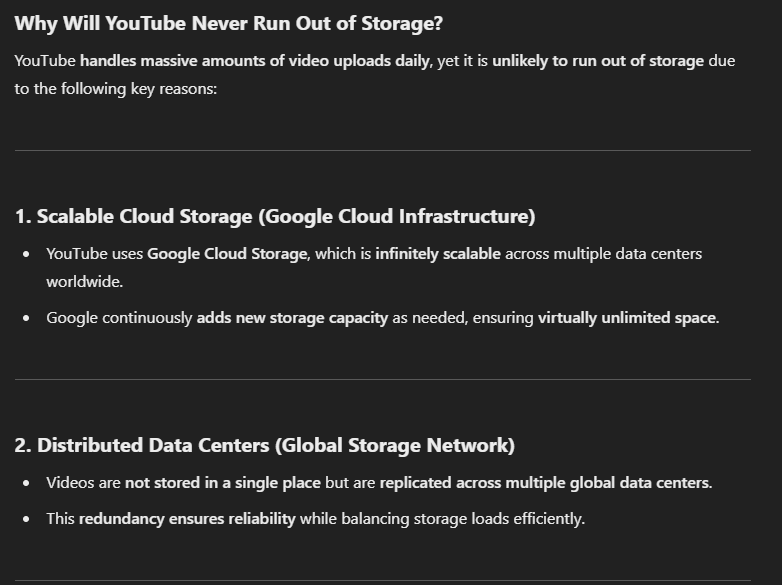 Why Will YouTube Never Run Out of Storage?
YouTube handles massive amounts of video uploads daily, yet it is unlikely to run out of storage due
to the following key reasons:
1. Scalable Cloud Storage (Google Cloud Infrastructure)
• YouTube uses Google Cloud Storage, which is infinitely scalable across multiple data centers
worldwide.
• Google continuously adds new storage capacity as needed, ensuring virtually unlimited space.
2. Distributed Data Centers (Global Storage Network)
• Videos are not stored in a single place but are replicated across multiple global data centers.
• This redundancy ensures reliability while balancing storage loads efficiently.